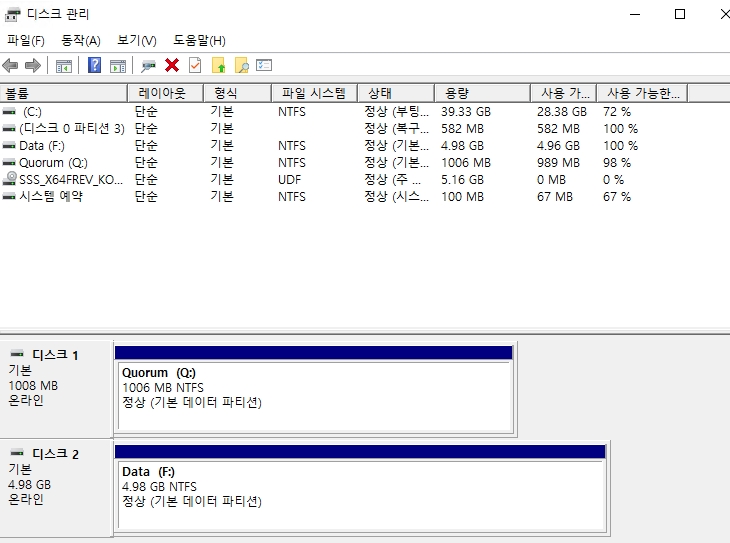 디스크 관리
파일(F) 동작(A) 보기(V) 도움말(H)
볼륨 레이아웃 형식 파일 시스템 상태 용량 사용 가... 사용 가능한...
(C:) 단순 기본 NTFS 정상 (부팅... 39.33 GB 28.38 GB 72 %
(디스크 0 파티션 3) 단순 기본 정상 (복구... 582 MB 582 MB 100 %
Data (F:) 단순 기본 NTFS 정상 (기본... 4.98 GB 4.96 GB 100 %
Quorum (Q:) 단순 기본 NTFS 정상 (기본... 1006 MB 989 MB 98 %
SSS_X64FREV_KO... 단순 기본 UDF 정상 (주 ... 5.16 GB 0 MB 0 %
시스템 예약 단순 기본 NTFS 정상 (시스... 100 MB 67 MB 67 %
디스크 1
기본
1008 MB
온라인
Quorum (Q:)
1006 MB NTFS
정상 (기본 데이터 파티션)
디스크 2
기본
4.98 GB
온라인
Data (F:)
4.98 GB NTFS
정상 (기본 데이터 파티션)